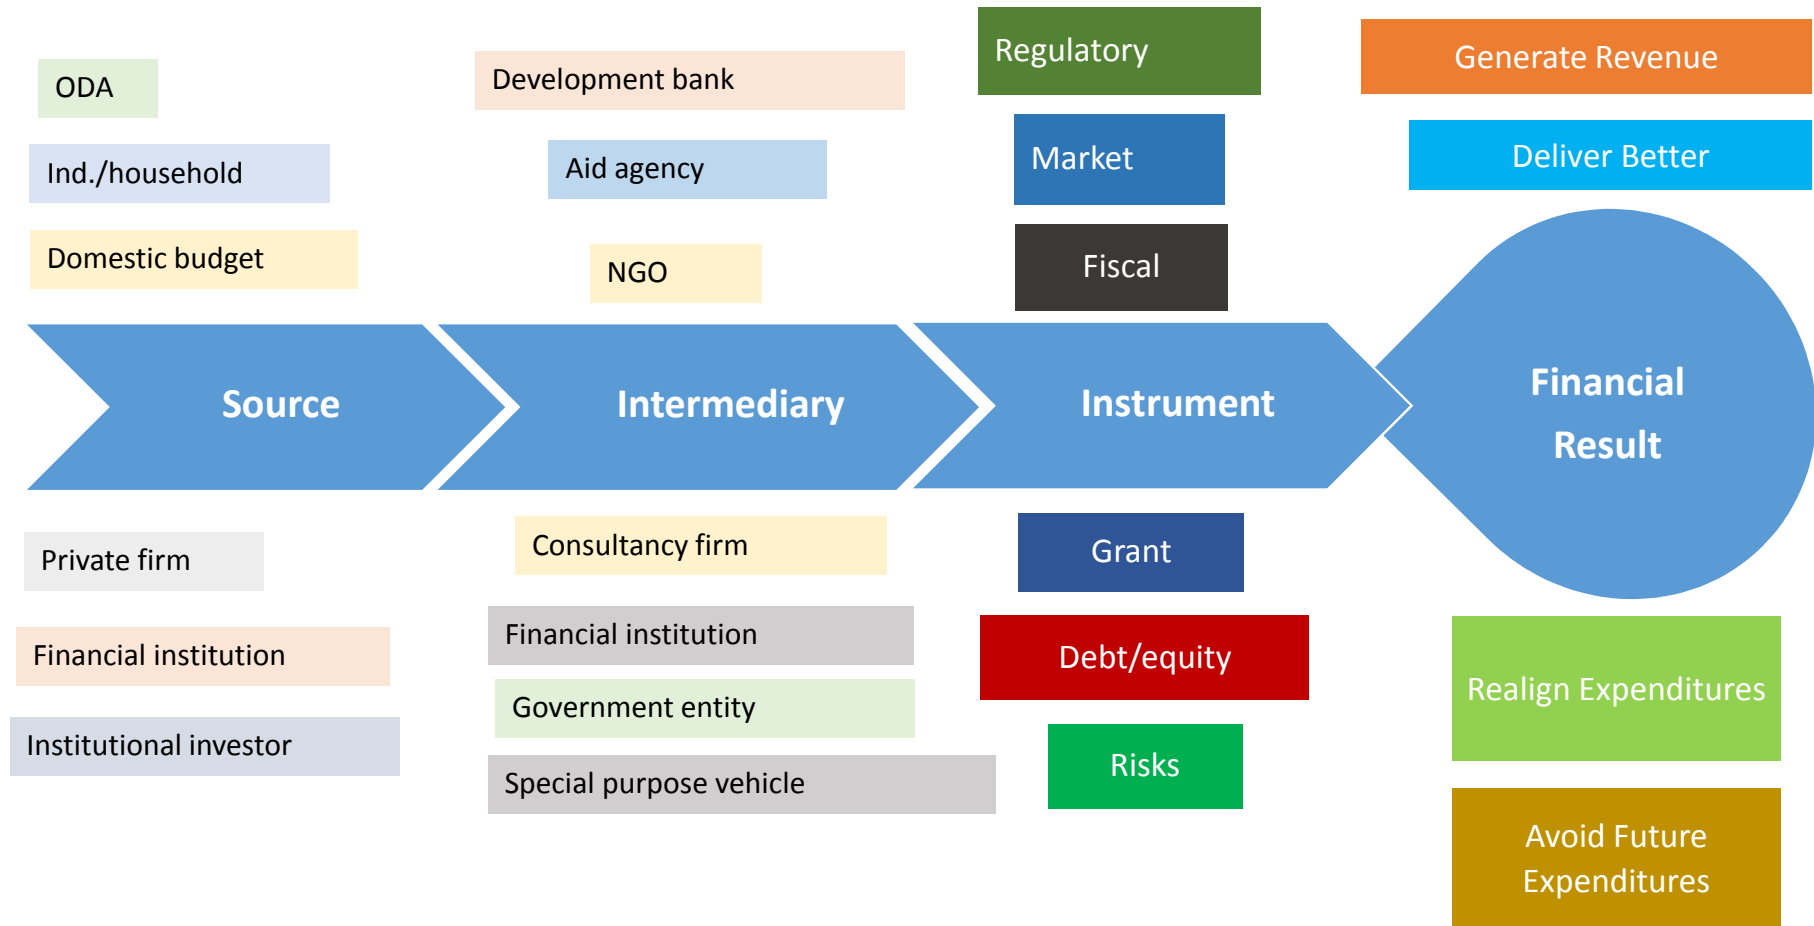 ODA
Ind./household
Domestic budget
Development bank
Aid agency
NGO
Regulatory
Market
Fiscal
Generate Revenue
Deliver Better
Source
Intermediary
Instrument
Financial
Result
Private firm
Financial institution
Institutional investor
Consultancy firm
Financial institution
Government entity
Special purpose vehicle
Grant
Debt/equity
Risks
Realign Expenditures
Avoid Future
Expenditures